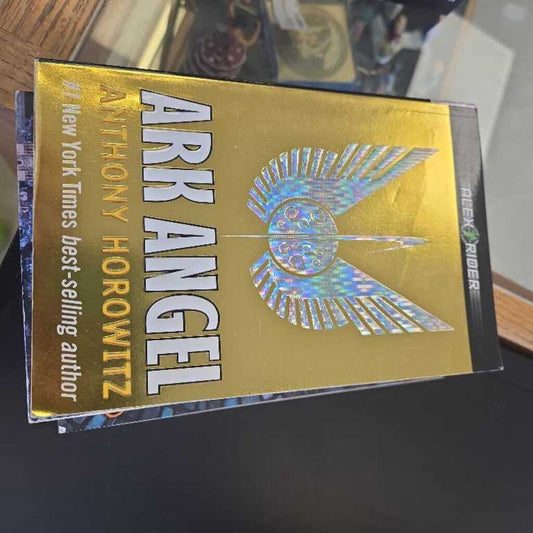 ALEX RIDER
ARK ANGEL
ANTHONY HOROWITZ
#1 New York Times best-selling author